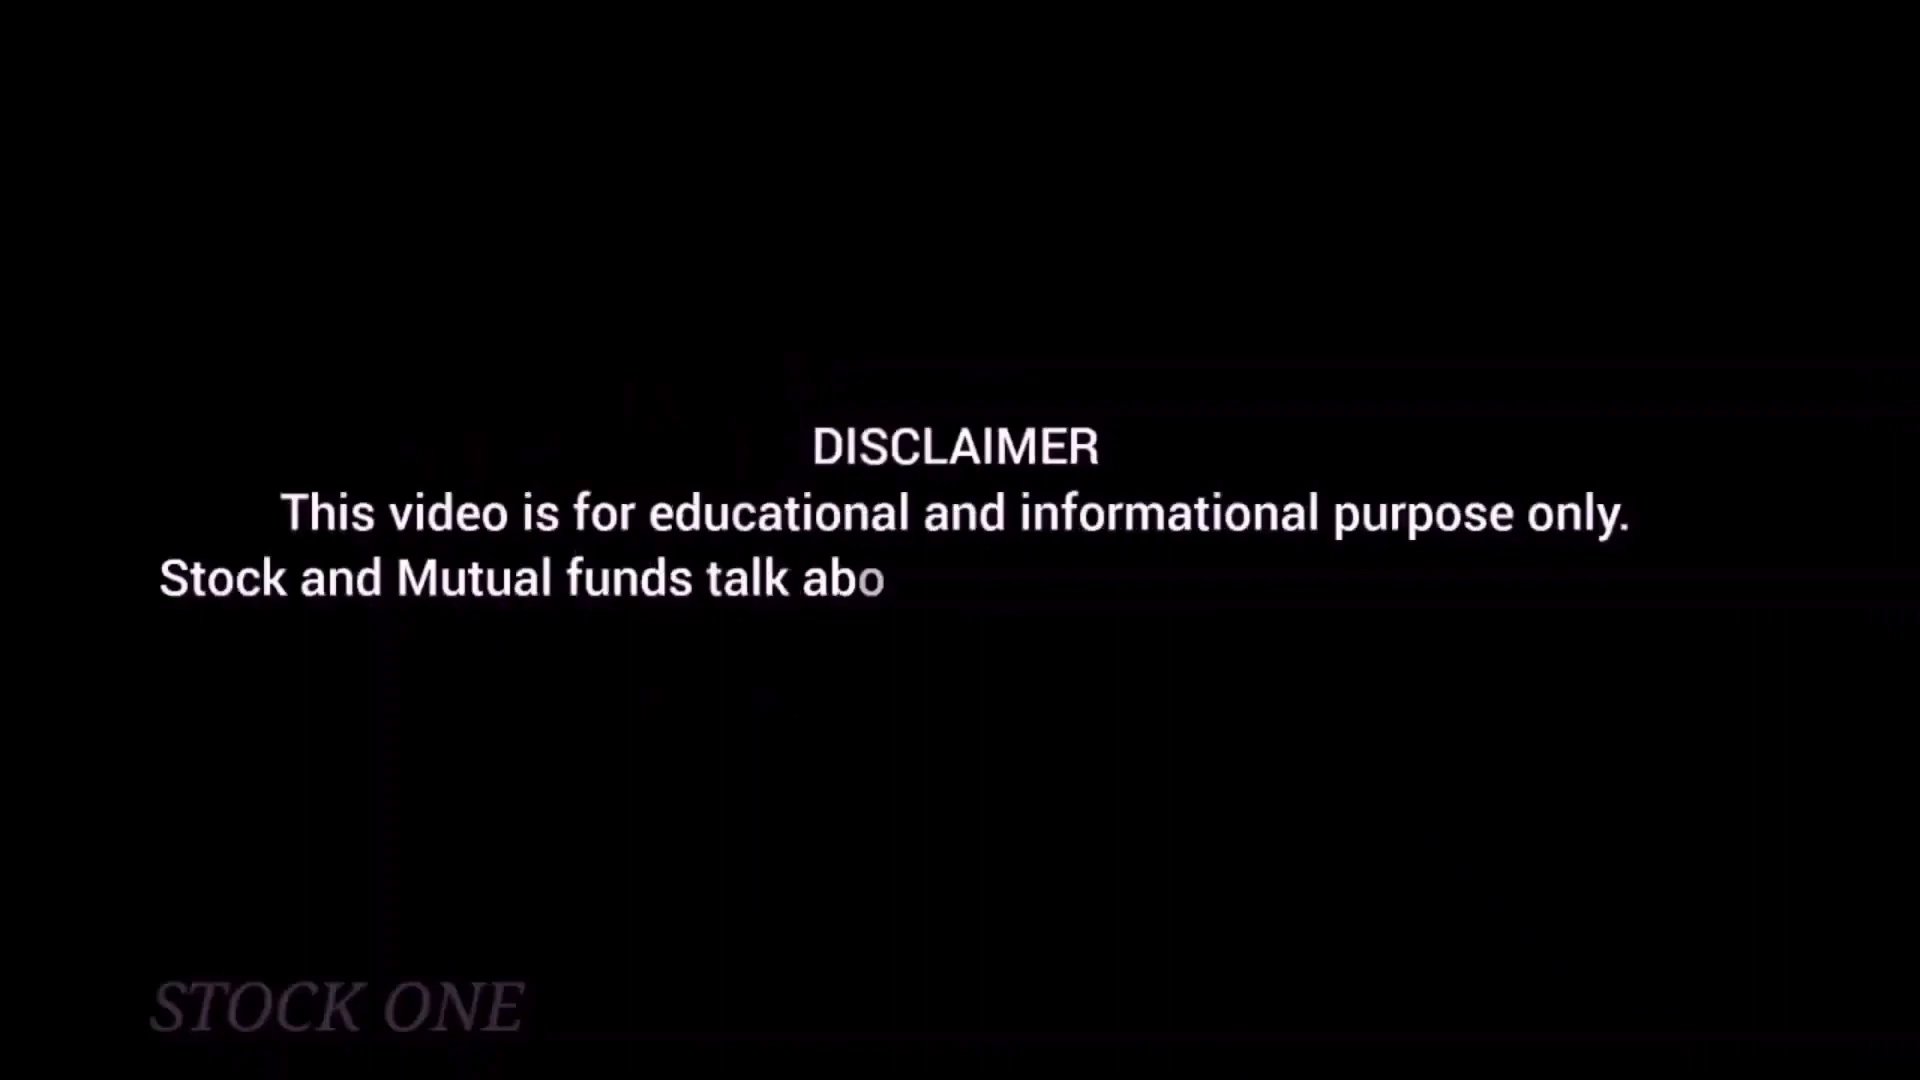 DISCLAIMER
This video is for educational and informational purpose only.
Stock and Mutual funds talk abo
STOCK ONE